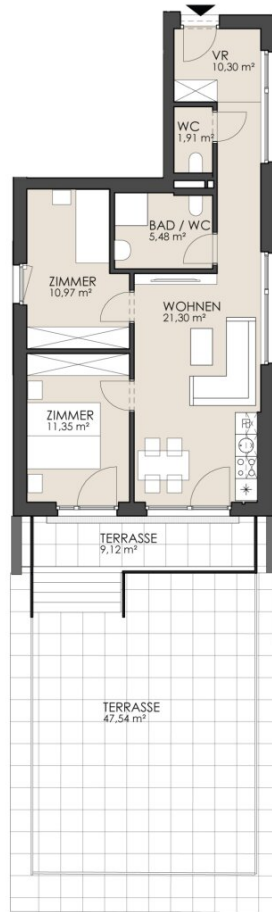 VR
10,30 m²
WC
1,91 m²
BAD / WC
5,48 m²
ZIMMER
10,97 m²
WOHNEN
21,30 m²
ZIMMER
11,35 m²
TERRASSE
9,12 m²
TERRASSE
47,54 m²